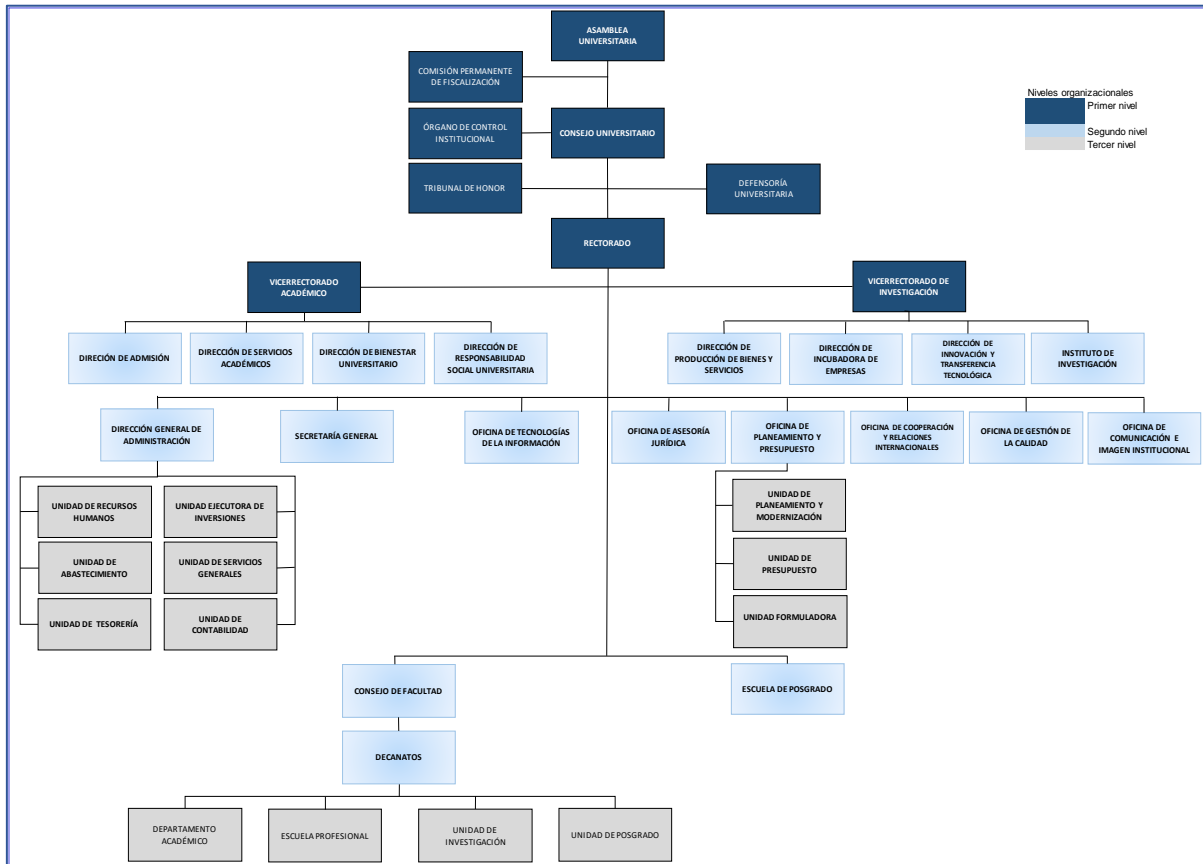 ASAMBLEA
UNIVERSITARIA
COMISIÓN PERMANENTE
DE FISCALIZACIÓN
Niveles organizacionales
Primer nivel
Segundo nivel
Tercer nivel
ÓRGANO DE CONTROL
INSTITUCIONAL
CONSEJO UNIVERSITARIO
TRIBUNAL DE HONOR
DEFENSORÍA
UNIVERSITARIA
RECTORADO
VICERRECTORADO
ACADÉMICO
VICERRECTORADO DE
INVESTIGACIÓN
DIRECIÓN DE ADMISIÓN
DIRECCIÓN DE SERVICIOS
ACADÉMICOS
DIRECCIÓN DE BIENESTAR
UNIVERSITARIO
DIRECCIÓN DE
RESPONSABILIDAD
SOCIAL UNIVERSITARIA
DIRECCIÓN DE
PRODUCCIÓN DE BIENES Y
SERVICIOS
DIRECCIÓN DE
INCUBADORA DE
EMPRESAS
DIRECCIÓN DE
INNOVACIÓN Y
TRANSFERENCIA
TECNOLÓGICA
INSTITUTO DE
INVESTIGACIÓN
DIRECCIÓN GENERAL DE
ADMINISTRACIÓN
SECRETARÍA GENERAL
OFICINA DE TECNOLOGÍAS
DE LA INFORMACIÓN
OFICINA DE ASESORÍA
JURÍDICA
OFICINA DE
PLANEAMIENTO Y
PRESUPUESTO
OFICINA DE COOPERACIÓN
Y RELACIONES
INTERNACIONALES
OFICINA DE GESTIÓN DE
LA CALIDAD
OFICINA DE
COMUNICACIÓN E
IMAGEN INSTITUCIONAL
UNIDAD DE RECURSOS
HUMANOS
UNIDAD EJECUTORA DE
INVERSIONES
UNIDAD DE
PLANEAMIENTO Y
MODERNIZACIÓN
UNIDAD DE
ABASTECIMIENTO
UNIDAD DE SERVICIOS
GENERALES
UNIDAD DE
PRESUPUESTO
UNIDAD DE TESORERÍA
UNIDAD DE
CONTABILIDAD
UNIDAD FORMULADORA
CONSEJO DE FACULTAD
ESCUELA DE POSGRADO
DECANATOS
DEPARTAMENTO
ACADÉMICO
ESCUELA PROFESIONAL
UNIDAD DE
INVESTIGACIÓN
UNIDAD DE POSGRADO